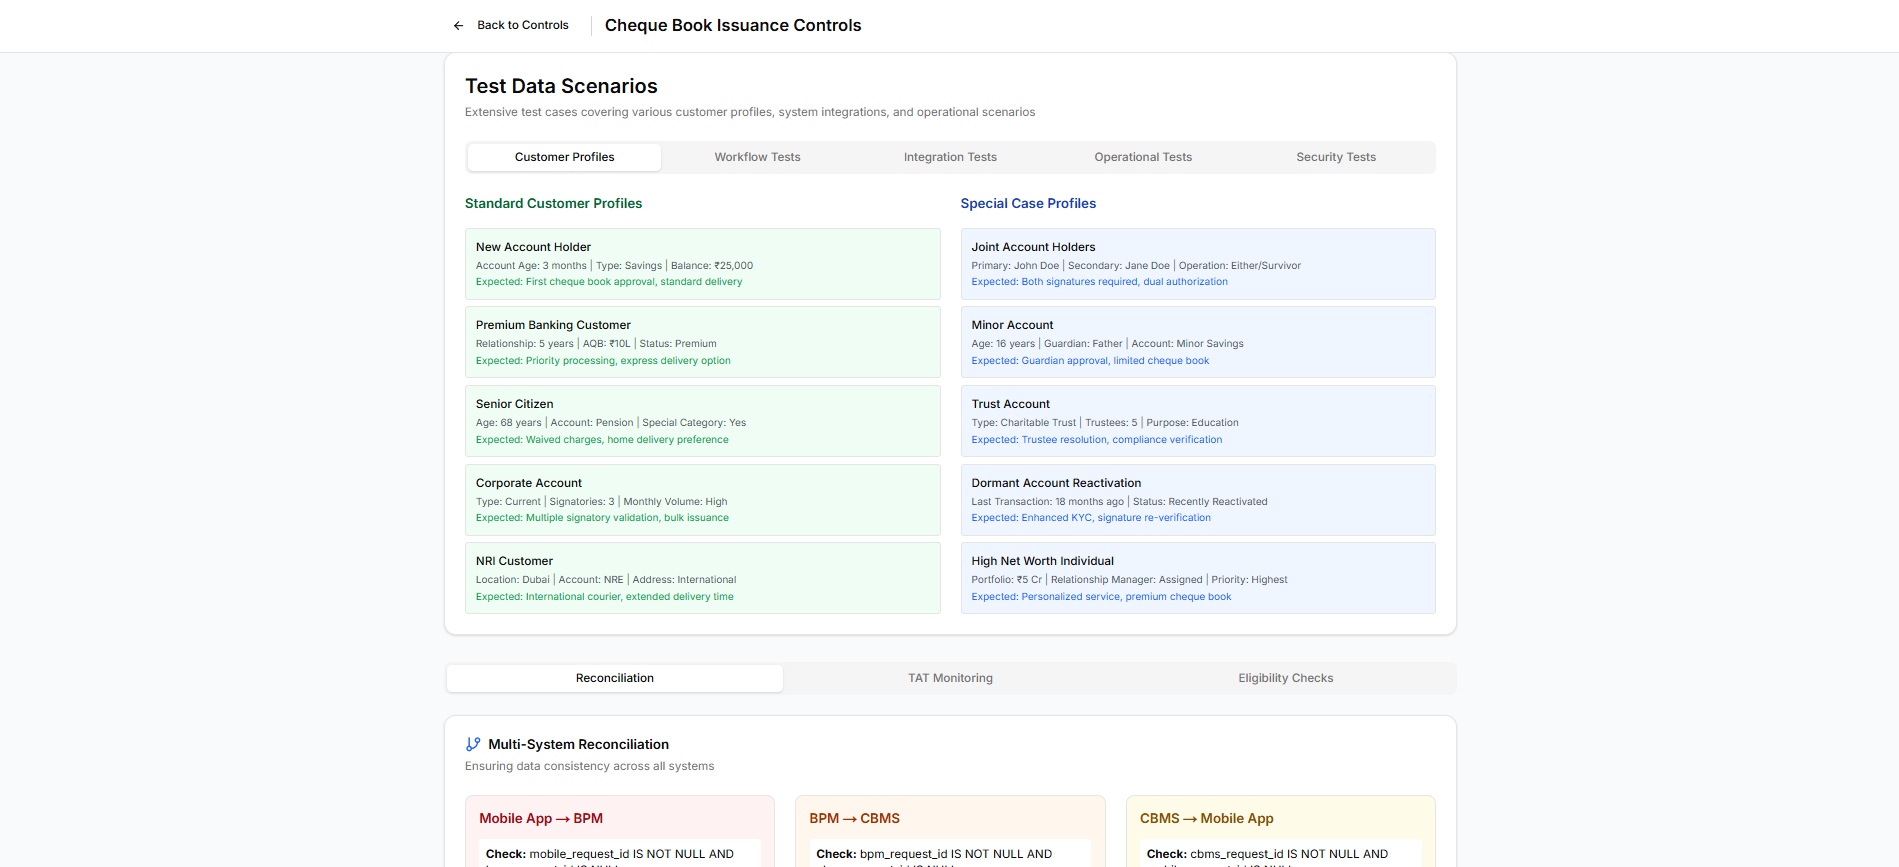 Back to Controls
Cheque Book Issuance Controls
Test Data Scenarios
Extensive test cases covering various customer profiles, system integrations, and operational scenarios
Customer Profiles
Workflow Tests
Integration Tests
Operational Tests
Security Tests
Standard Customer Profiles
New Account Holder
Account Age: 3 months | Type: Savings | Balance: ₹25,000
Expected: First cheque book approval, standard delivery
Premium Banking Customer
Relationship: 5 years | AQB: ₹10L | Status: Premium
Expected: Priority processing, express delivery option
Senior Citizen
Age: 68 years | Account: Pension | Special Category: Yes
Expected: Waived charges, home delivery preference
Corporate Account
Type: Current | Signatories: 3 | Monthly Volume: High
Expected: Multiple signatory validation, bulk issuance
NRI Customer
Location: Dubai | Account: NRE | Address: International
Expected: International courier, extended delivery time
Special Case Profiles
Joint Account Holders
Primary: John Doe | Secondary: Jane Doe | Operation: Either/Survivor
Expected: Both signatures required, dual authorization
Minor Account
Age: 16 years | Guardian: Father | Account: Minor Savings
Expected: Guardian approval, limited cheque book
Trust Account
Type: Charitable Trust | Trustees: 5 | Purpose: Education
Expected: Trustee resolution, compliance verification
Dormant Account Reactivation
Last Transaction: 18 months ago | Status: Recently Reactivated
Expected: Enhanced KYC, signature re-verification
High Net Worth Individual
Portfolio: ₹5 Cr | Relationship Manager: Assigned | Priority: Highest
Expected: Personalized service, premium cheque book
Reconciliation
TAT Monitoring
Eligibility Checks
Multi-System Reconciliation
Ensuring data consistency across all systems
Mobile App → BPM
Check: mobile_request_id IS NOT NULL AND
BPM → CBMS
Check: bpm_request_id IS NOT NULL AND
CBMS → Mobile App
Check: cbms_request_id IS NOT NULL AND